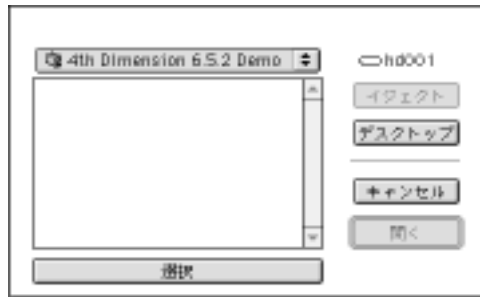 4th Dimension 6.5.2 Demo
hd001
イジェクト
デスクトップ
キャンセル
開く
選択